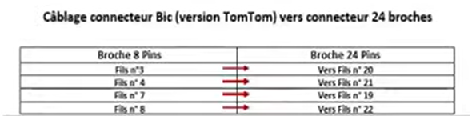 Câblage connecteur Bic (version TomTom) vers connecteur 24 broches
Broche 8 Pins Broche 24 Pins
Fils n°3 Vers Fils n° 20
Fils n° 4 Vers Fils n° 21
Fils n° 7 Vers Fils n° 19
Fils n° 8 Vers Fils n° 22